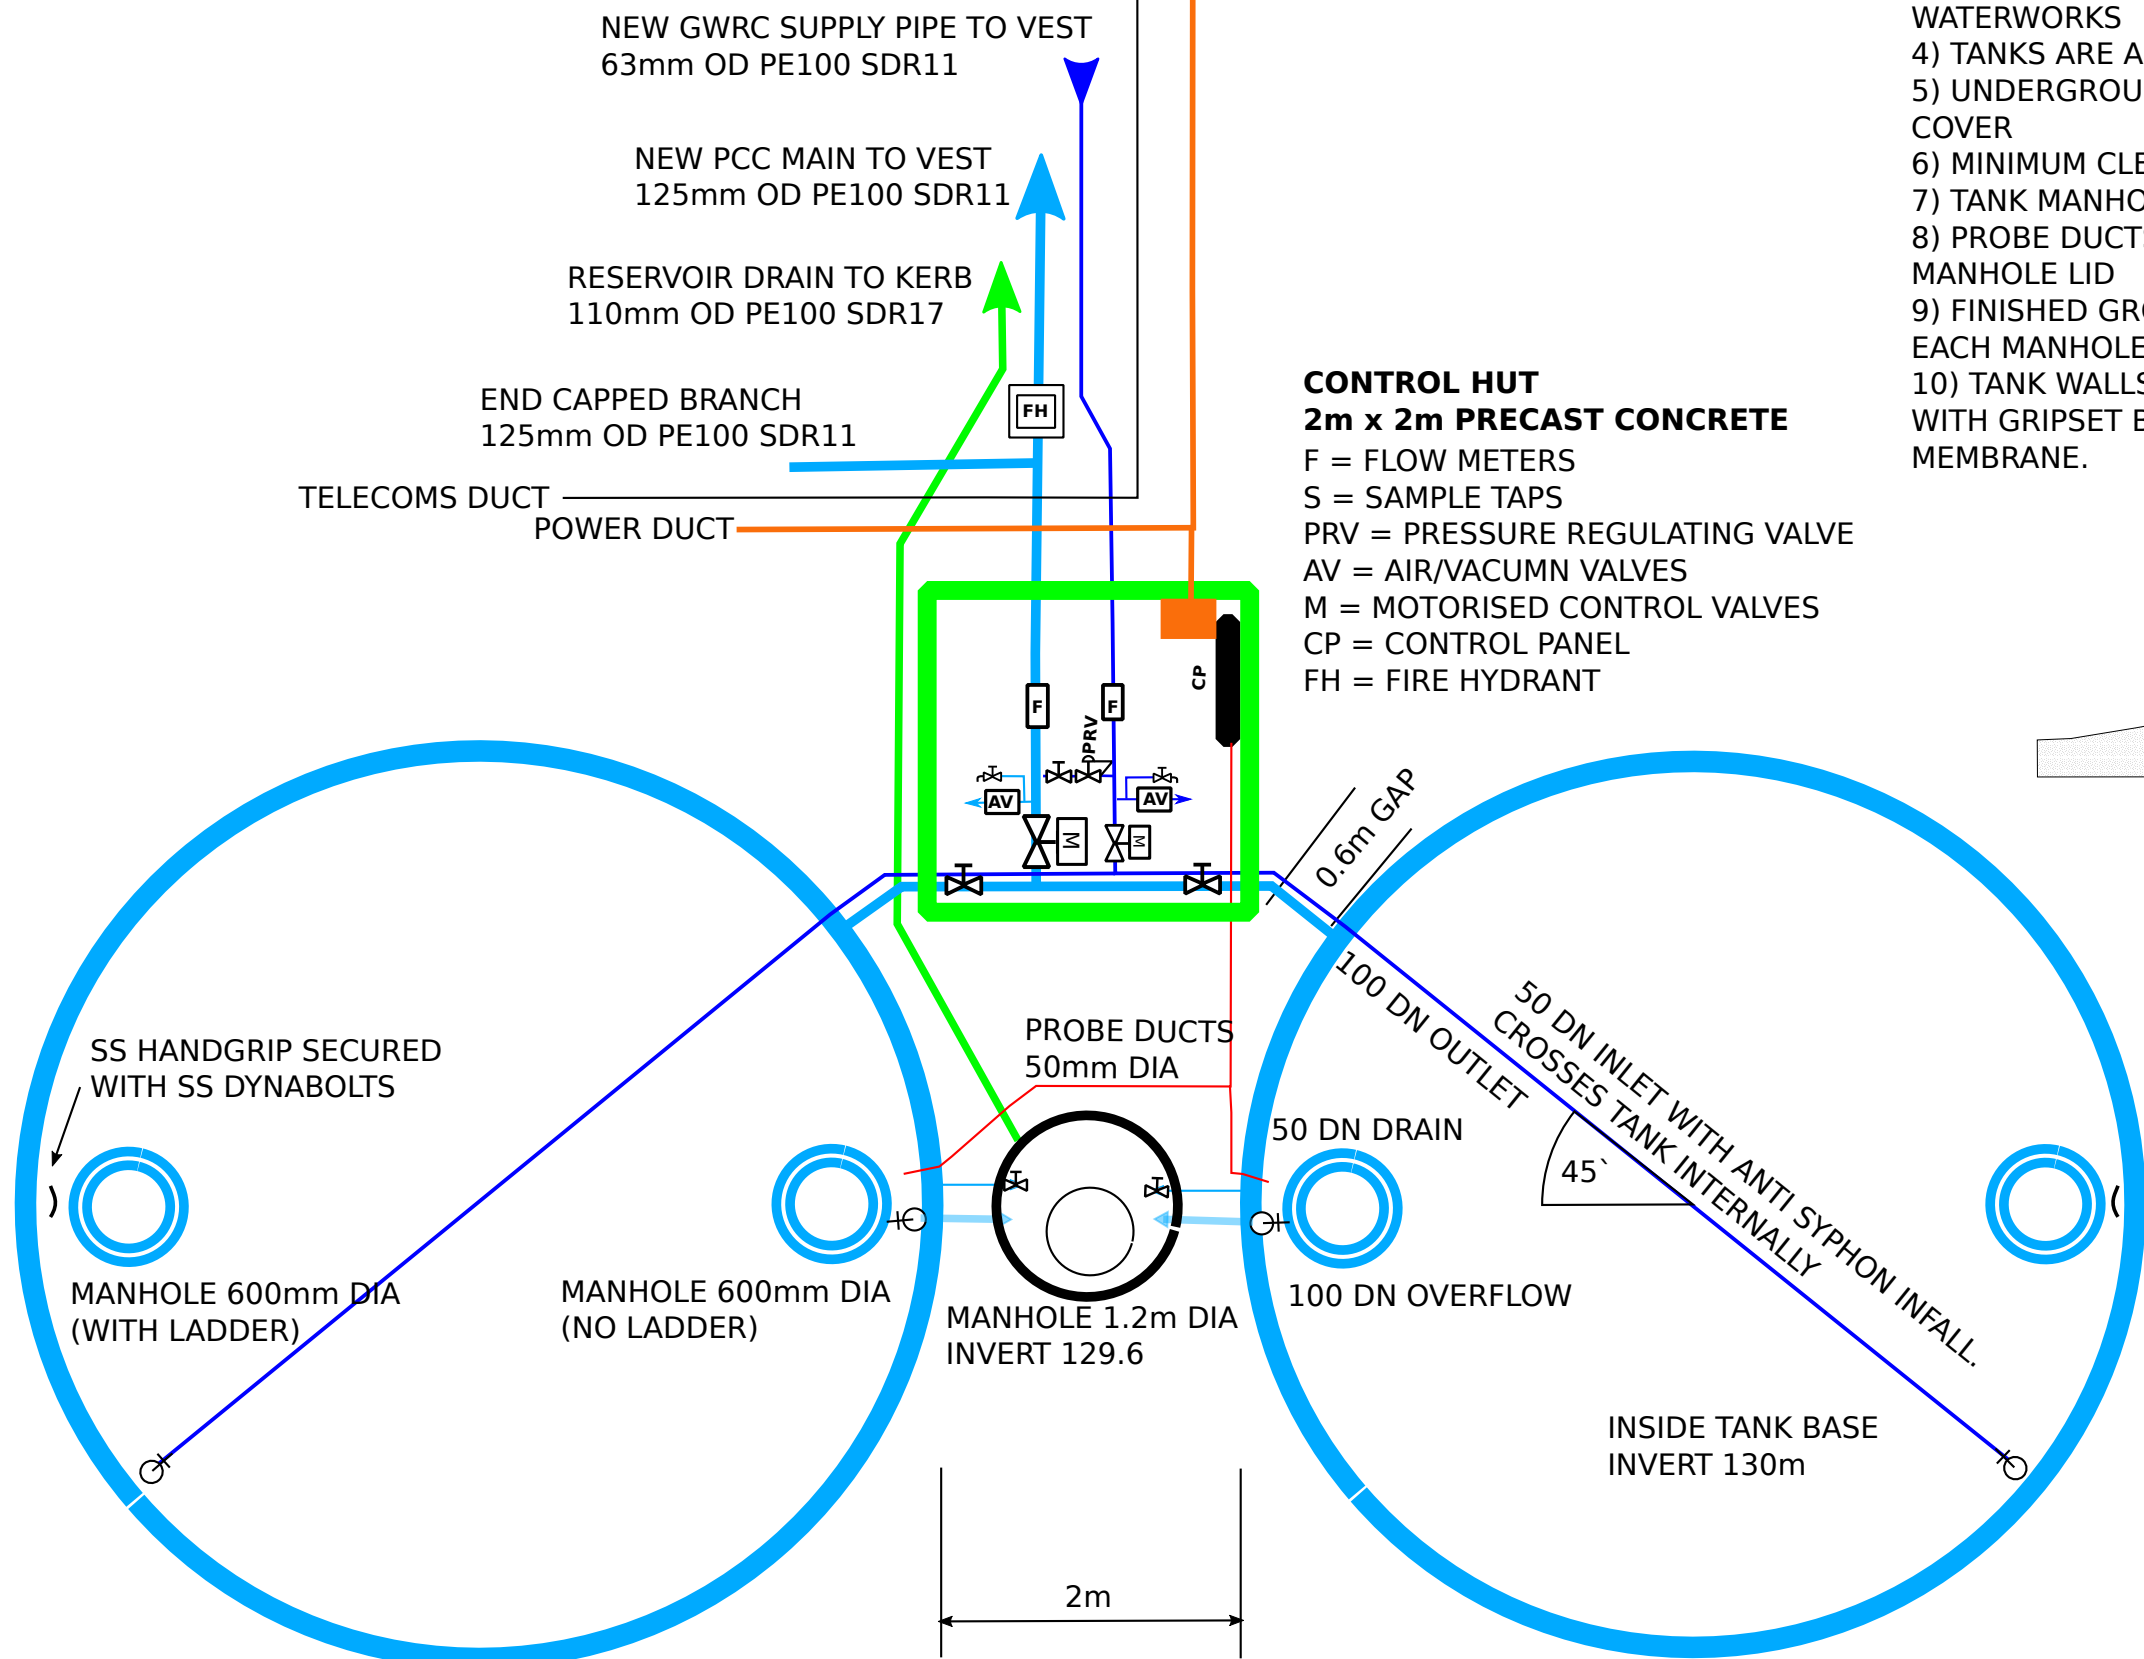 NEW GWRC SUPPLY PIPE TO VEST
63mm OD PE100 SDR11
NEW PCC MAIN TO VEST
125mm OD PE100 SDR11
RESERVOIR DRAIN TO KERB
110mm OD PE100 SDR17
END CAPPED BRANCH
125mm OD PE100 SDR11
FH
TELECOMS DUCT
POWER DUCT
WATERWORKS
4) TANKS ARE A
5) UNDERGROU
COVER
6) MINIMUM CLE
7) TANK MANHO
8) PROBE DUCTS
MANHOLE LID
9) FINISHED GRO
EACH MANHOLE
10) TANK WALLS
WITH GRIPSET B
MEMBRANE.
CONTROL HUT
2m x 2m PRECAST CONCRETE
F = FLOW METERS
S = SAMPLE TAPS
PRV = PRESSURE REGULATING VALVE
AV = AIR/VACUMN VALVES
M = MOTORISED CONTROL VALVES
CP = CONTROL PANEL
FH = FIRE HYDRANT
CP
F
F
PRV
AV
AV
M
M
0.6m GAP
100 DN OUTLET
50 DN INLET WITH ANTI SYPHON INFALL.
CROSSES TANK INTERNALLY
45`
SS HANDGRIP SECURED
WITH SS DYNABOLTS
PROBE DUCTS
50mm DIA
50 DN DRAIN
MANHOLE 600mm DIA
(WITH LADDER)
MANHOLE 600mm DIA
(NO LADDER)
MANHOLE 1.2m DIA
INVERT 129.6
100 DN OVERFLOW
INSIDE TANK BASE
INVERT 130m
2m